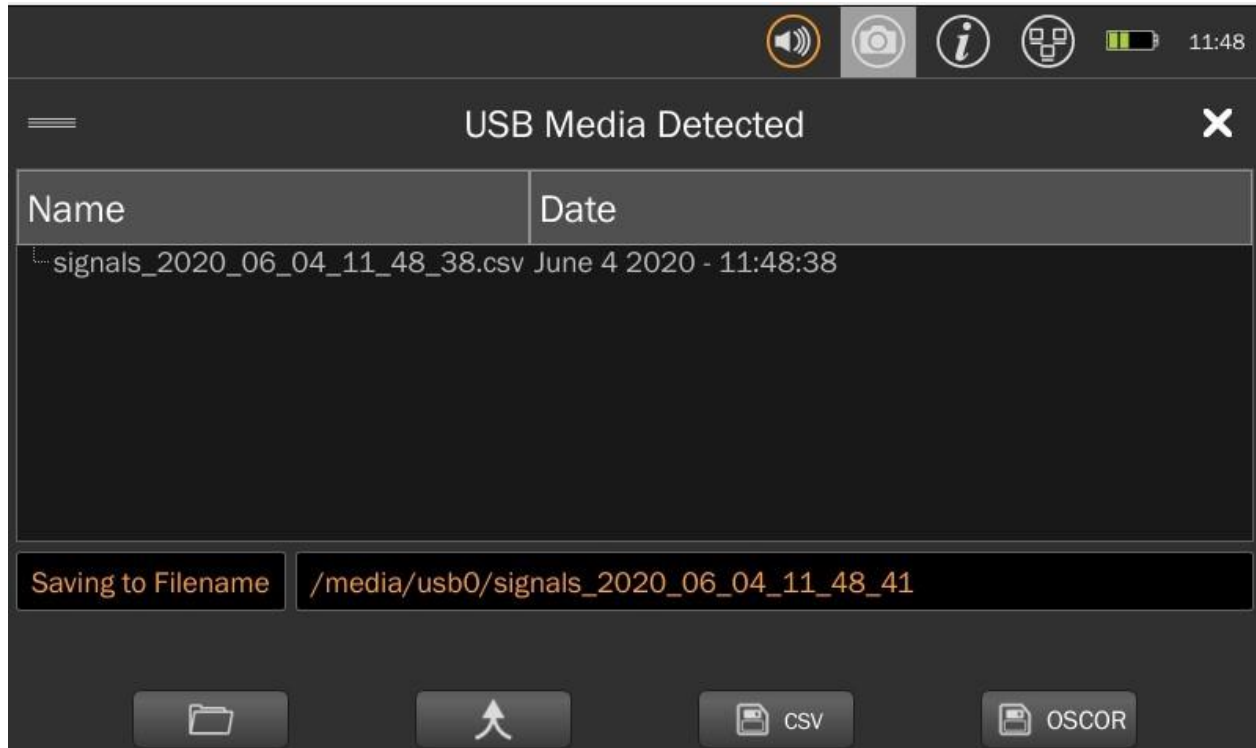 11:48
USB Media Detected
Name Date
signals_2020_06_04_11_48_38.csv June 4 2020 - 11:48:38
Saving to Filename /media/usb0/signals_2020_06_04_11_48_41
CSV OSCOR